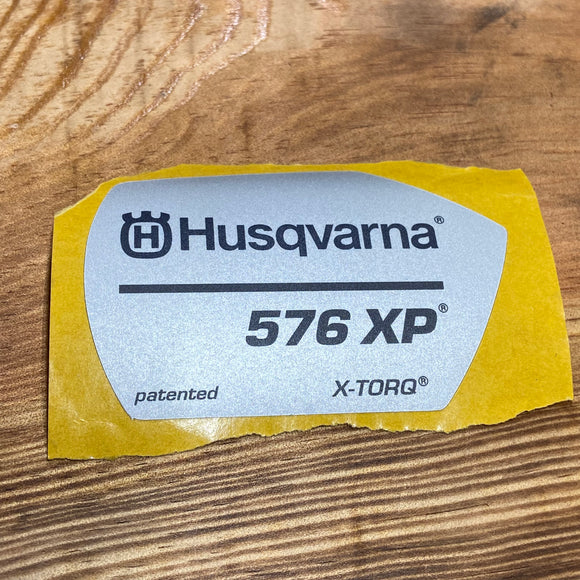 H Husqvarna®
576 XP®
patented X-TORQ®